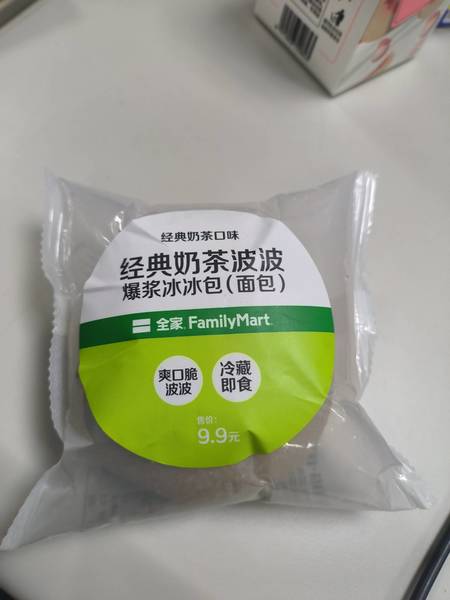 经典奶茶口味
经典奶茶波波
爆浆冰冰包(面包)
全家 FamilyMart
爽口脆
波波
冷藏
即食
售价:
9.9元